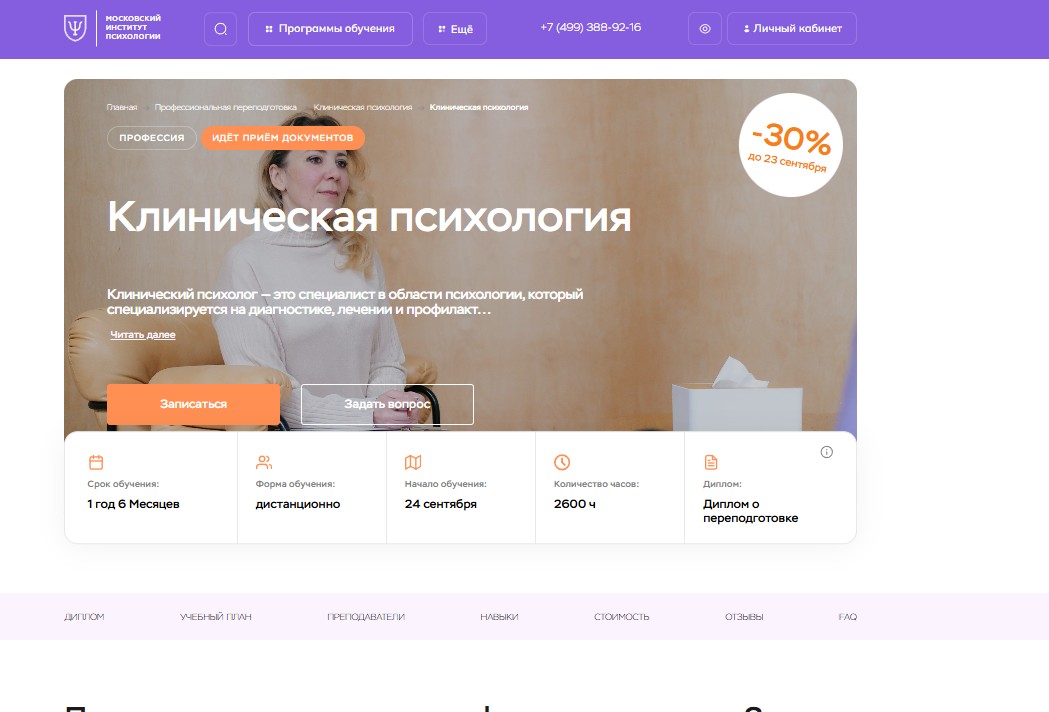 МОСКОВСКИЙ
ИНСТИТУТ
ПСИХОЛОГИИ
Программы обучения
Ещё
+7 (499) 388-92-16
Личный кабинет
Главная → Профессиональная переподготовка → Клиническая психология → Клиническая психология
ПРОФЕССИЯ
ИДЁТ ПРИЁМ ДОКУМЕНТОВ
-30%
до 23 сентября
Клиническая психология
Клинический психолог — это специалист в области психологии, который
специализируется на диагностике, лечении и профилакт...
Читать далее
Записаться
Задать вопрос
Срок обучения:
1 год 6 Месяцев
Форма обучения:
дистанционно
Начало обучения:
24 сентября
Количество часов:
2600 ч
Диплом:
Диплом о
переподготовке
ДИПЛОМ
УЧЕБНЫЙ ПЛАН
ПРЕПОДАВАТЕЛИ
НАВЫКИ
СТОИМОСТЬ
ОТЗЫВЫ
FAQ